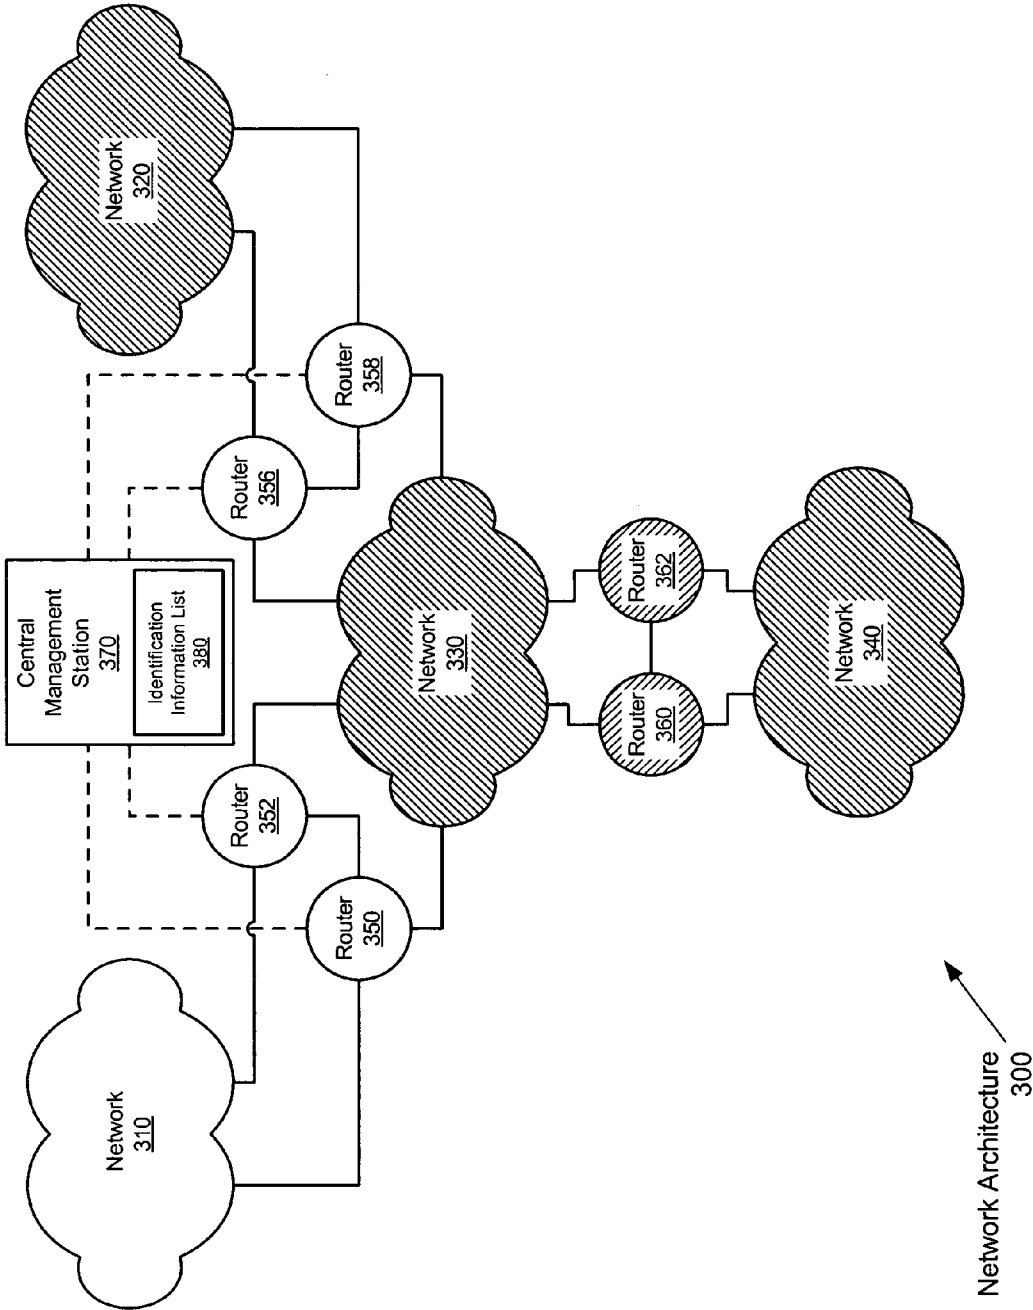 Central
Management
Station
370
Identification
Information List
380
Network
310
Network
320
Router
352
Router
356
Router
350
Router
358
Network
330
Router
360
Router
362
Network
340
Network Architecture
300